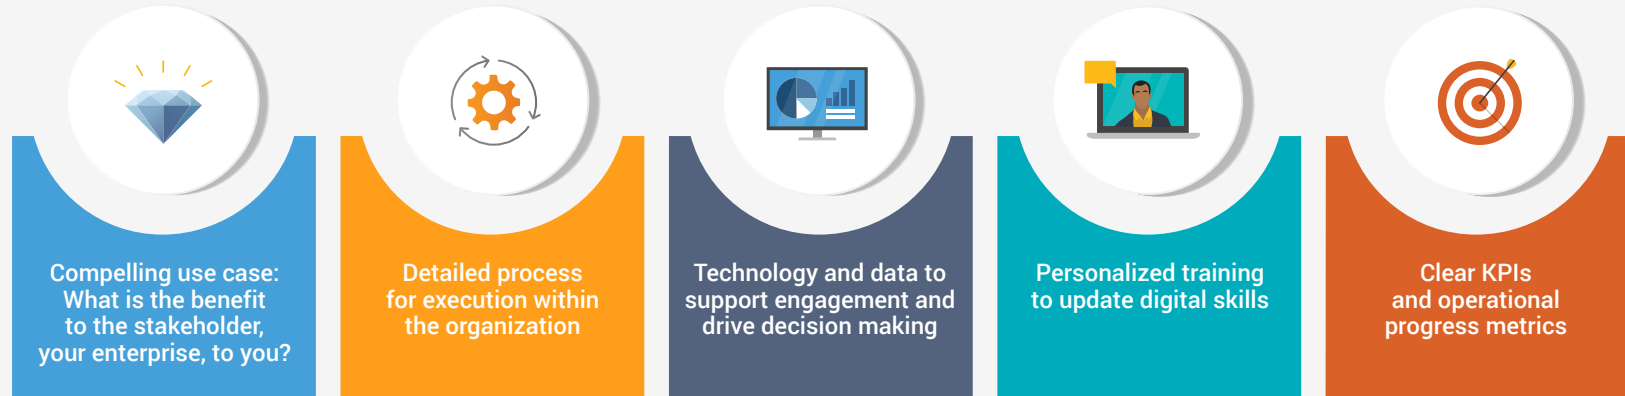 Compelling use case:
What is the benefit
to the stakeholder,
your enterprise, to you?
Detailed process
for execution within
the organization
Technology and data to
support engagement and
drive decision making
Personalized training
to update digital skills
Clear KPIs
and operational
progress metrics